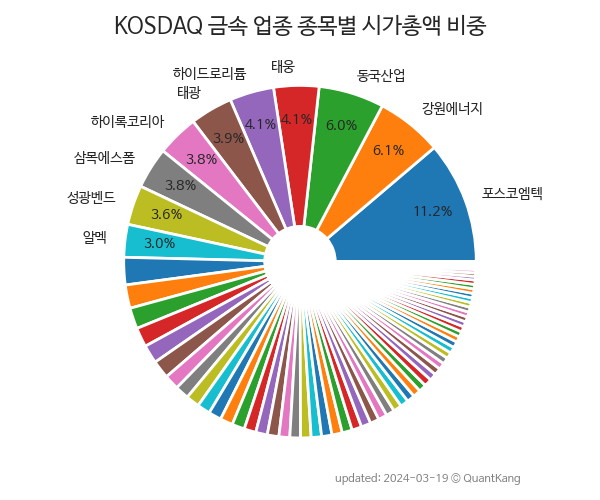 KOSDAQ 금속 업종 종목별 시가총액 비중
태웅
하이드로리튬
동국산업
태광
강원에너지
하이록코리아
4.1%
4.1%
6.0%
3.9%
6.1%
삼목에스폼
3.8%
3.8%
성광벤드
포스코엠텍
3.6%
11.2%
알멕
3.0%
updated: 2024-03-19 © QuantKang